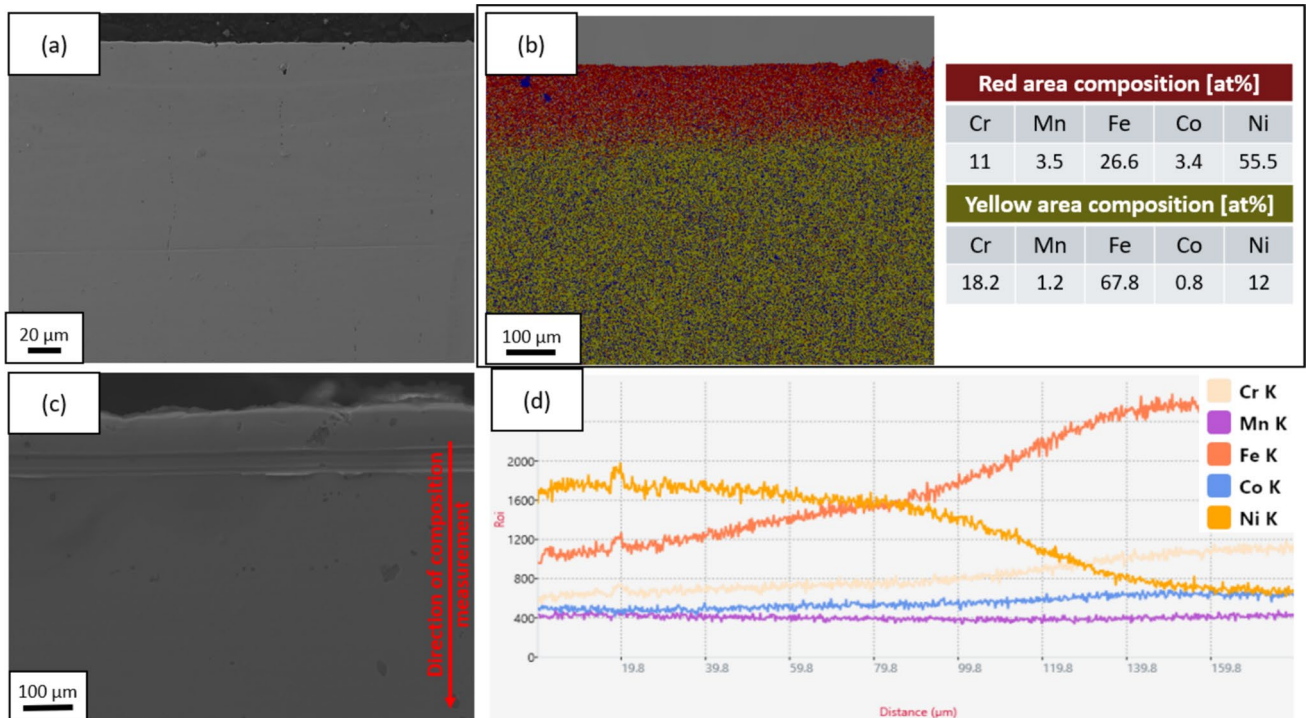 (a)
20 µm
(b)
100 µm
Red area composition [at%]
Cr Mn Fe Co Ni
11 3.5 26.6 3.4 55.5
Yellow area composition [at%]
Cr Mn Fe Co Ni
18.2 1.2 67.8 0.8 12
(c)
100 µm
Direction of composition
measurement
(d)
Cr K
Mn K
Fe K
Co K
Ni K
Roi
2000
1600
1200
800
400
0
19.8 39.8 59.8 79.8 99.8 119.8 139.8 159.8
Distance (µm)